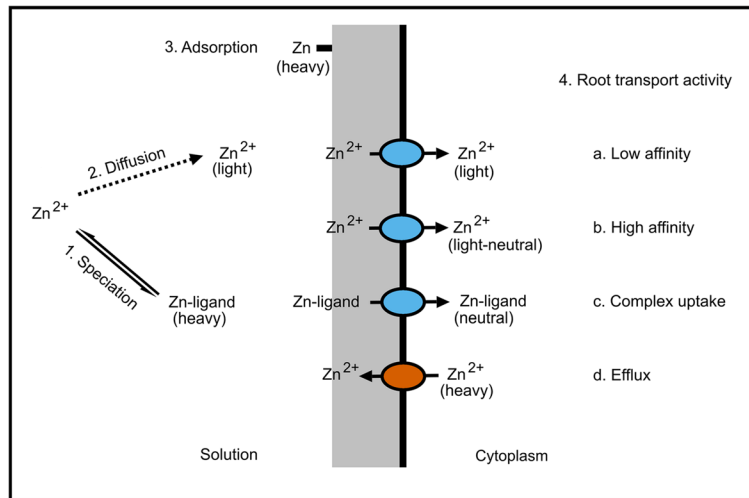 3. Adsorption
Zn
(heavy)
4. Root transport activity
2. Diffusion
Zn²⁺
(light)
Zn²⁺
Zn²⁺
(light)
a. Low affinity
Zn²⁺
1. Speciation
Zn-ligand
(heavy)
Zn²⁺
Zn²⁺
(light-neutral)
b. High affinity
Zn-ligand
Zn-ligand
(neutral)
c. Complex uptake
Zn²⁺
Zn²⁺
(heavy)
d. Efflux
Solution
Cytoplasm